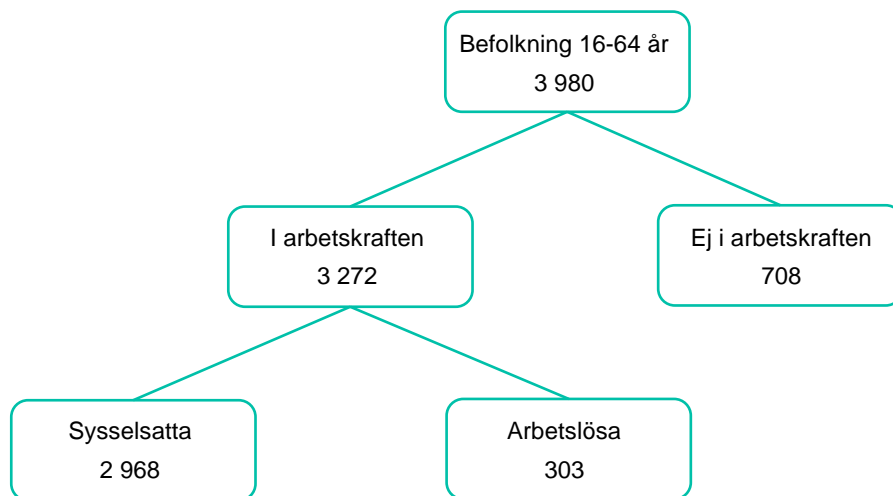 Befolkning 16-64 år
3 980
I arbetskraften
3 272
Ej i arbetskraften
708
Sysselsatta
2 968
Arbetslösa
303